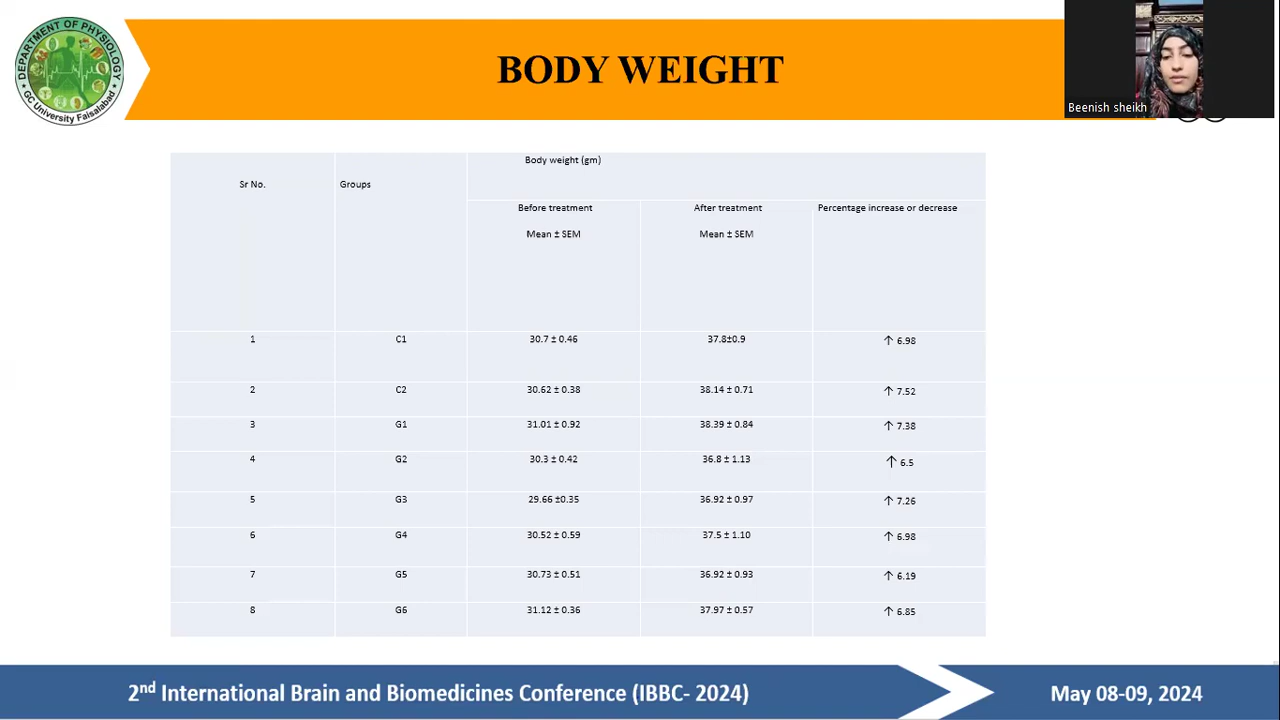 DEPARTMENT OF PHYSIOLOGY
GC University Faisalabad
BODY WEIGHT
Beenish sheikh
Sr No. Groups Body weight (gm)
Before treatment After treatment Percentage increase or decrease
Mean ± SEM Mean ± SEM
1 C1 30.7 ± 0.46 37.8±0.9 ↑ 6.98
2 C2 30.62 ± 0.38 38.14 ± 0.71 ↑ 7.52
3 G1 31.01 ± 0.92 38.39 ± 0.84 ↑ 7.38
4 G2 30.3 ± 0.42 36.8 ± 1.13 ↑ 6.5
5 G3 29.66 ±0.35 36.92 ± 0.97 ↑ 7.26
6 G4 30.52 ± 0.59 37.5 ± 1.10 ↑ 6.98
7 G5 30.73 ± 0.51 36.92 ± 0.93 ↑ 6.19
8 G6 31.12 ± 0.36 37.97 ± 0.57 ↑ 6.85
2nd International Brain and Biomedicines Conference (IBBC- 2024) May 08-09, 2024